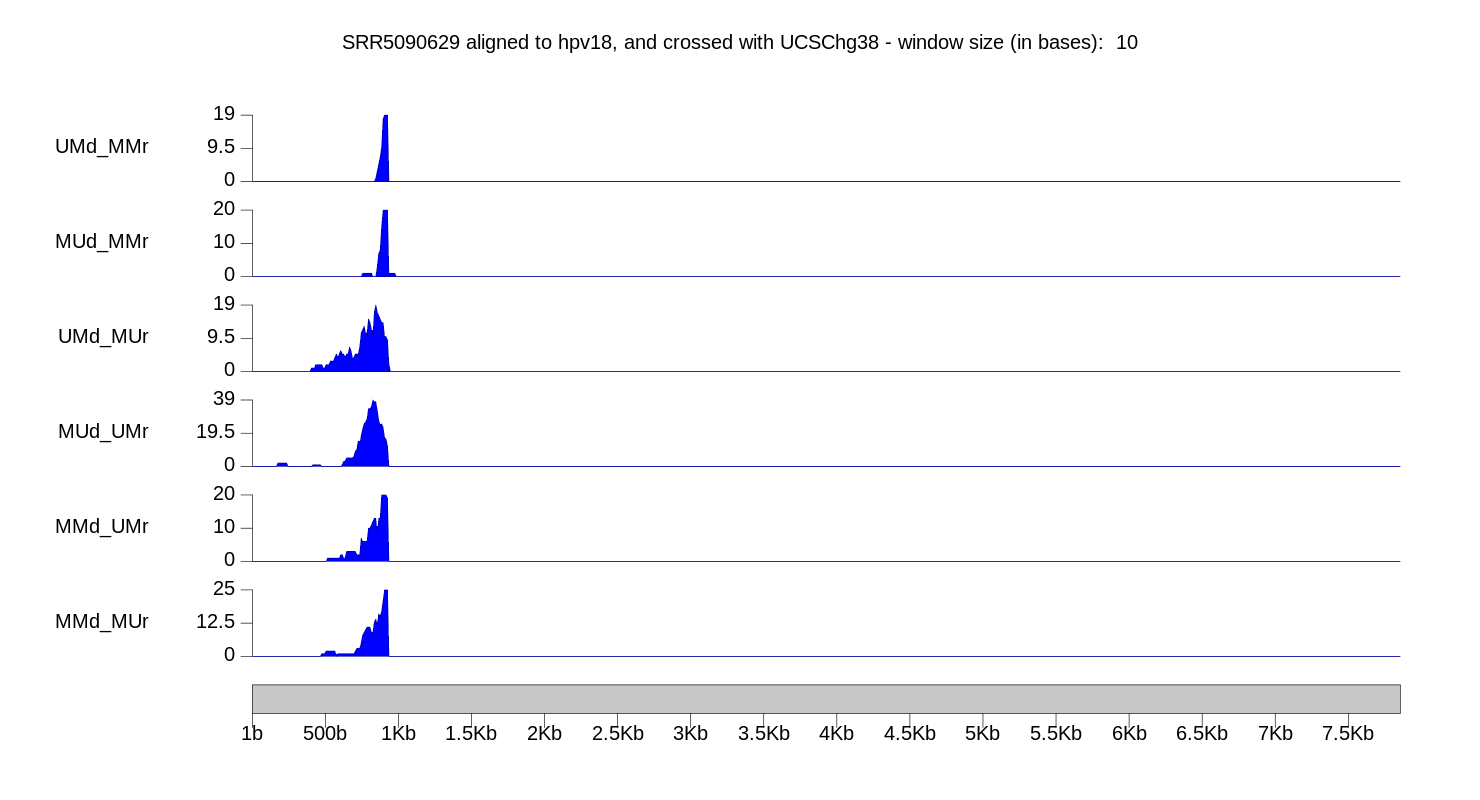 SRR5090629 aligned to hpv18, and crossed with UCSChg38 - window size (in bases):  10
19
UMd_MMr 9.5
0
20
MUd_MMr 10
0
19
UMd_MUr 9.5
0
39
MUd_UMr 19.5
0
20
MMd_UMr 10
0
25
MMd_MUr 12.5
0
1b 500b 1Kb 1.5Kb 2Kb 2.5Kb 3Kb 3.5Kb 4Kb 4.5Kb 5Kb 5.5Kb 6Kb 6.5Kb 7Kb 7.5Kb